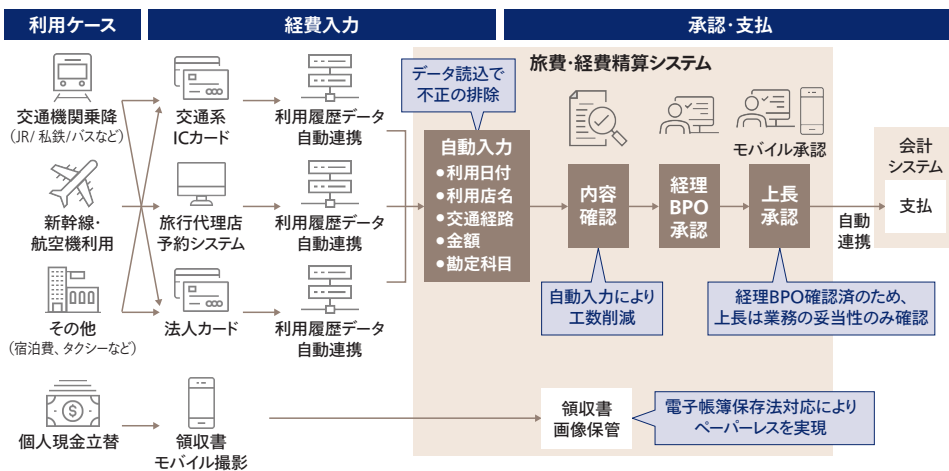 利用ケース
経費入力
承認・支払
交通機関乗降
(JR/ 私鉄/バスなど)
新幹線・
航空機利用
その他
(宿泊費、タクシーなど)
個人現金立替
交通系
ICカード
旅行代理店
予約システム
法人カード
領収書
モバイル撮影
利用履歴データ
自動連携
利用履歴データ
自動連携
利用履歴データ
自動連携
旅費・経費精算システム
データ読込で
不正の排除
自動入力
●利用日付
●利用店名
●交通経路
●金額
●勘定科目
内容
確認
自動入力により
工数削減
経理
BPO
承認
モバイル承認
上長
承認
経理BPO確認済のため、
上長は業務の妥当性のみ確認
自動
連携
会計
システム
支払
領収書
画像保管
電子帳簿保存法対応により
ペーパーレスを実現